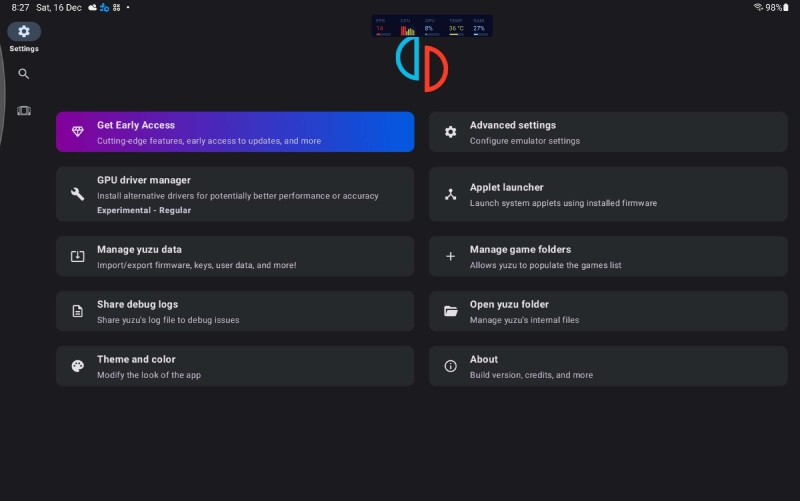 8:27 Sat, 16 Dec
98%
FPS CPU GPU TEMP RAM
14 8% 36 °C 27%
Settings
Get Early Access
Cutting-edge features, early access to updates, and more
Advanced settings
Configure emulator settings
GPU driver manager
Install alternative drivers for potentially better performance or accuracy
Experimental - Regular
Applet launcher
Launch system applets using installed firmware
Manage yuzu data
Import/export firmware, keys, user data, and more!
Manage game folders
Allows yuzu to populate the games list
Share debug logs
Share yuzu's log file to debug issues
Open yuzu folder
Manage yuzu's internal files
Theme and color
Modify the look of the app
About
Build version, credits, and more